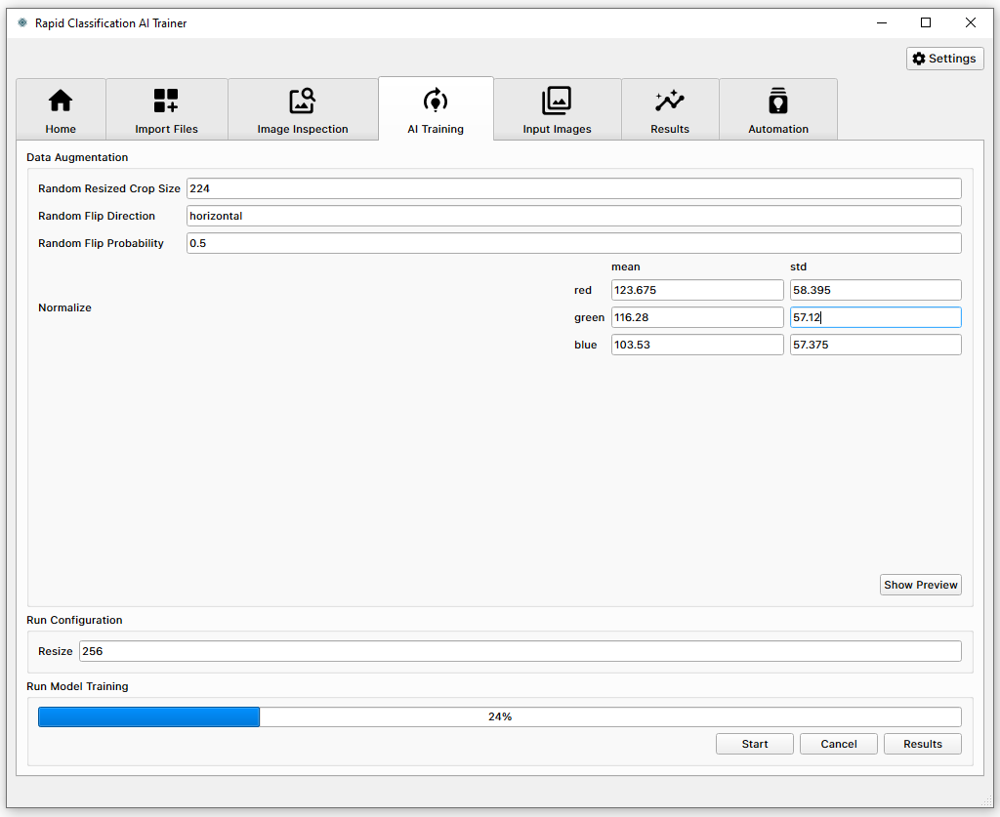 Rapid Classification AI Trainer
Settings
Home Import Files Image Inspection AI Training Input Images Results Automation
Data Augmentation
Random Resized Crop Size 224
Random Flip Direction horizontal
Random Flip Probability 0.5
mean std
red 123.675 58.395
Normalize green 116.28 57.12
blue 103.53 57.375
Show Preview
Run Configuration
Resize 256
Run Model Training
24%
Start Cancel Results